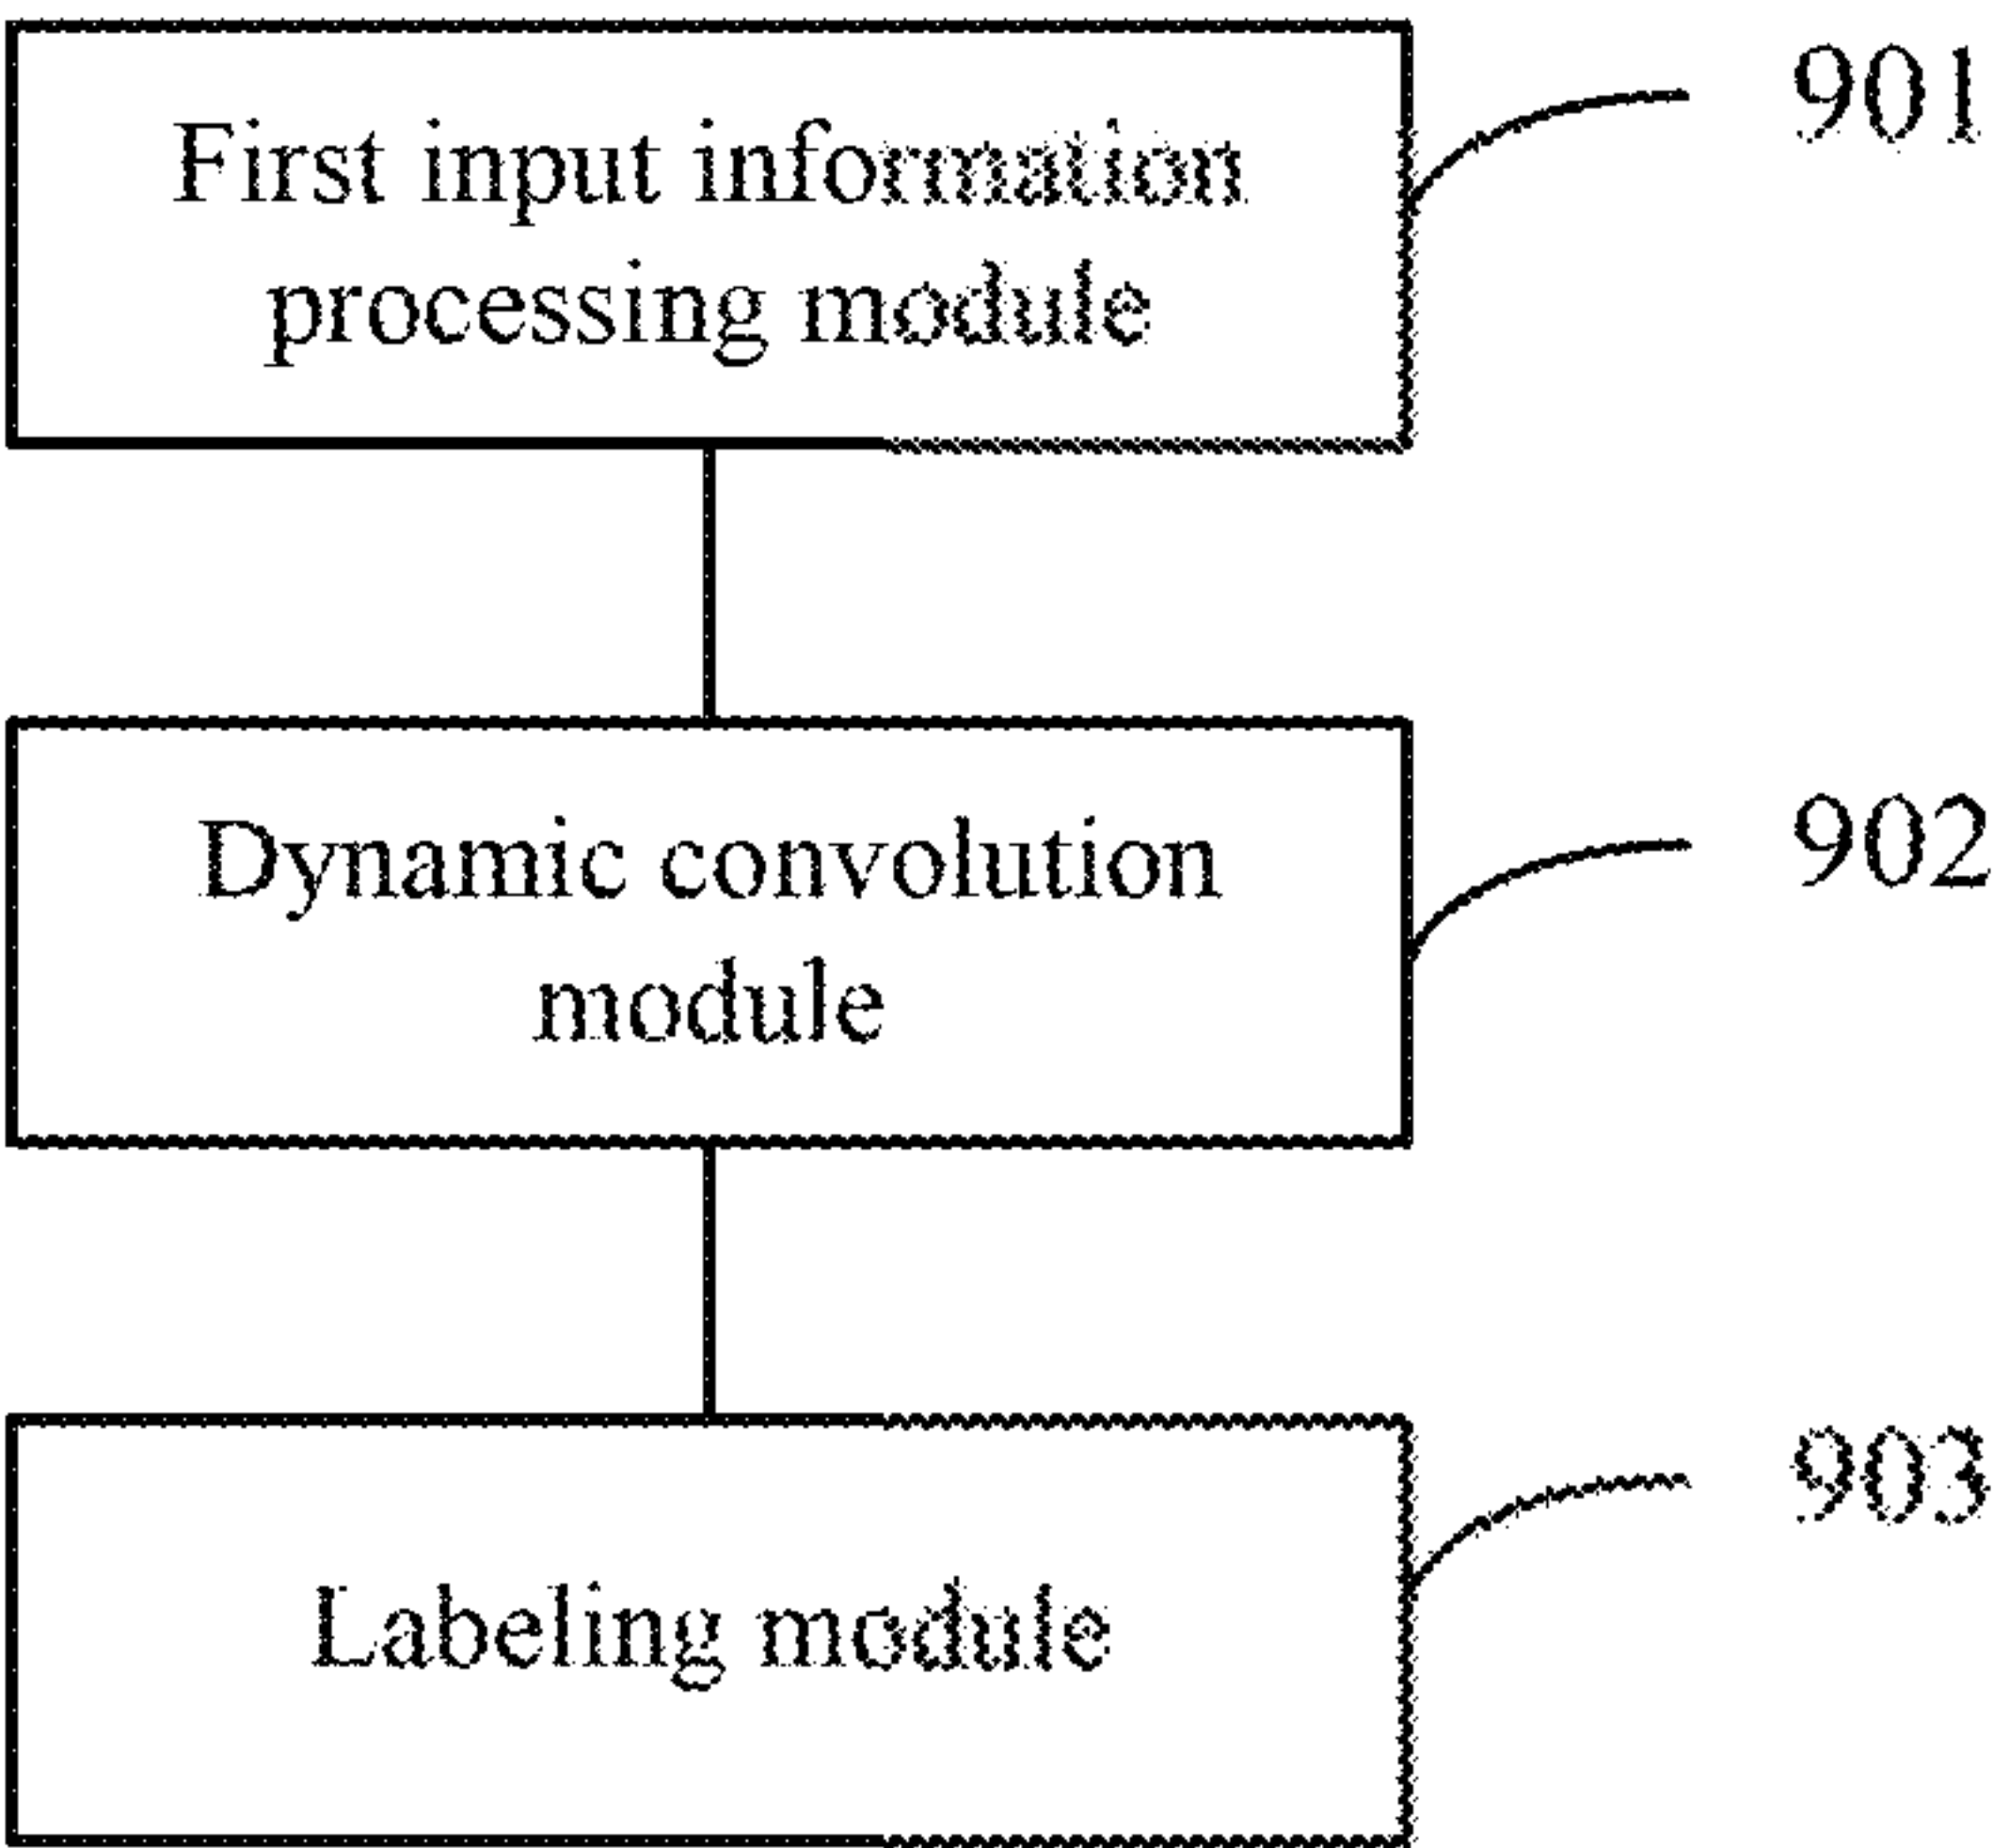 First input information
processing module
901
Dynamic convolution
module
902
Labeling module
903